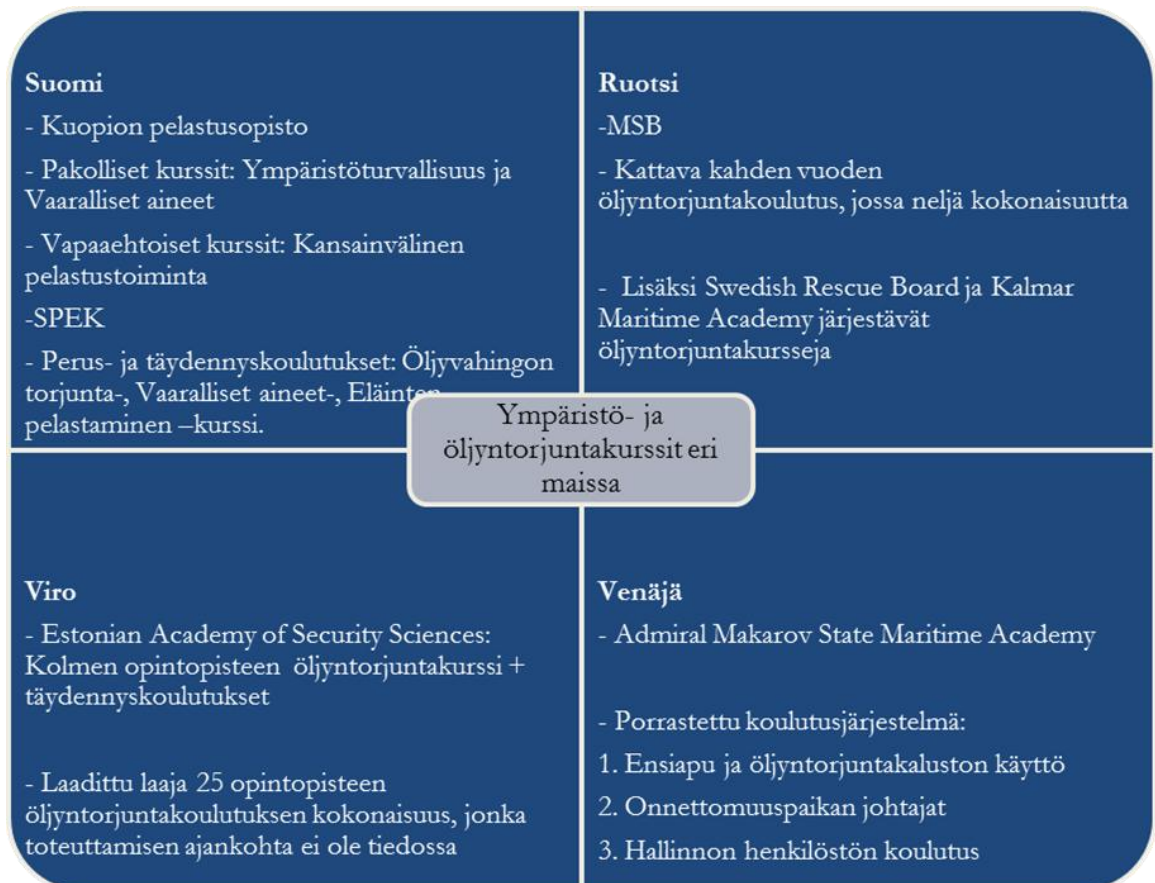 Suomi
- Kuopion pelastusopisto
- Pakolliset kurssit: Ympäristöturvallisuus ja
Vaaralliset aineet
- Vapaaehtoiset kurssit: Kansainvälinen
pelastustoiminta
-SPEK
- Perus- ja täydennyskoulutukset: Öljyvahingon
torjunta-, Vaaralliset aineet-, Eläinten
pelastaminen –kurssi.
Ruotsi
-MSB
- Kattava kahden vuoden
öljyntorjuntakoulutus, jossa neljä kokonaisuutta
- Lisäksi Swedish Rescue Board ja Kalmar
Maritime Academy järjestävät
öljyntorjuntakursseja
Ympäristö- ja
öljyntorjuntakurssit eri
maissa
Viro
- Estonian Academy of Security Sciences:
Kolmen opintopisteen öljyntorjuntakurssi +
täydennyskoulutukset
- Laadittu laaja 25 opintopisteen
öljyntorjuntakoulutuksen kokonaisuus, jonka
toteuttamisen ajankohta ei ole tiedossa
Venäjä
- Admiral Makarov State Maritime Academy
- Porrastettu koulutusjärjestelmä:
1. Ensiapu ja öljyntorjuntakaluston käyttö
2. Onnettomuuspaikan johtajat
3. Hallinnon henkilöstön koulutus